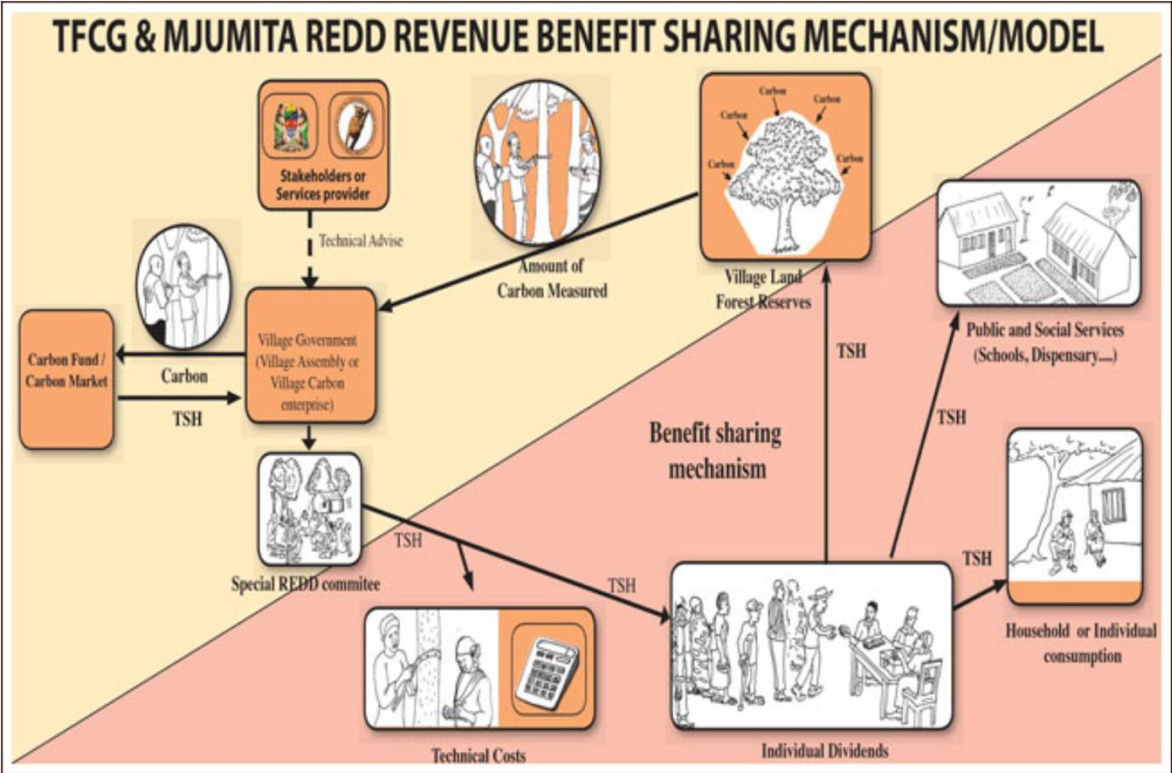 TFCG & MJUMITA REDD REVENUE BENEFIT SHARING MECHANISM/MODEL
Stakeholders or
Services provider
Technical Advise
Amount of
Carbon Measured
Carbon
Carbon
Carbon
Carbon
Carbon
Village Land
Forest Reserves
Public and Social Services
(Schools, Dispensary....)
Carbon Fund /
Carbon Market
Carbon
TSH
Village Government
(Village Assembly or
Village Carbon
enterprise)
Special REDD commitee
TSH
TSH
Benefit sharing
mechanism
TSH
TSH
TSH
Household or Individual
consumption
Technical Costs
Individual Dividends